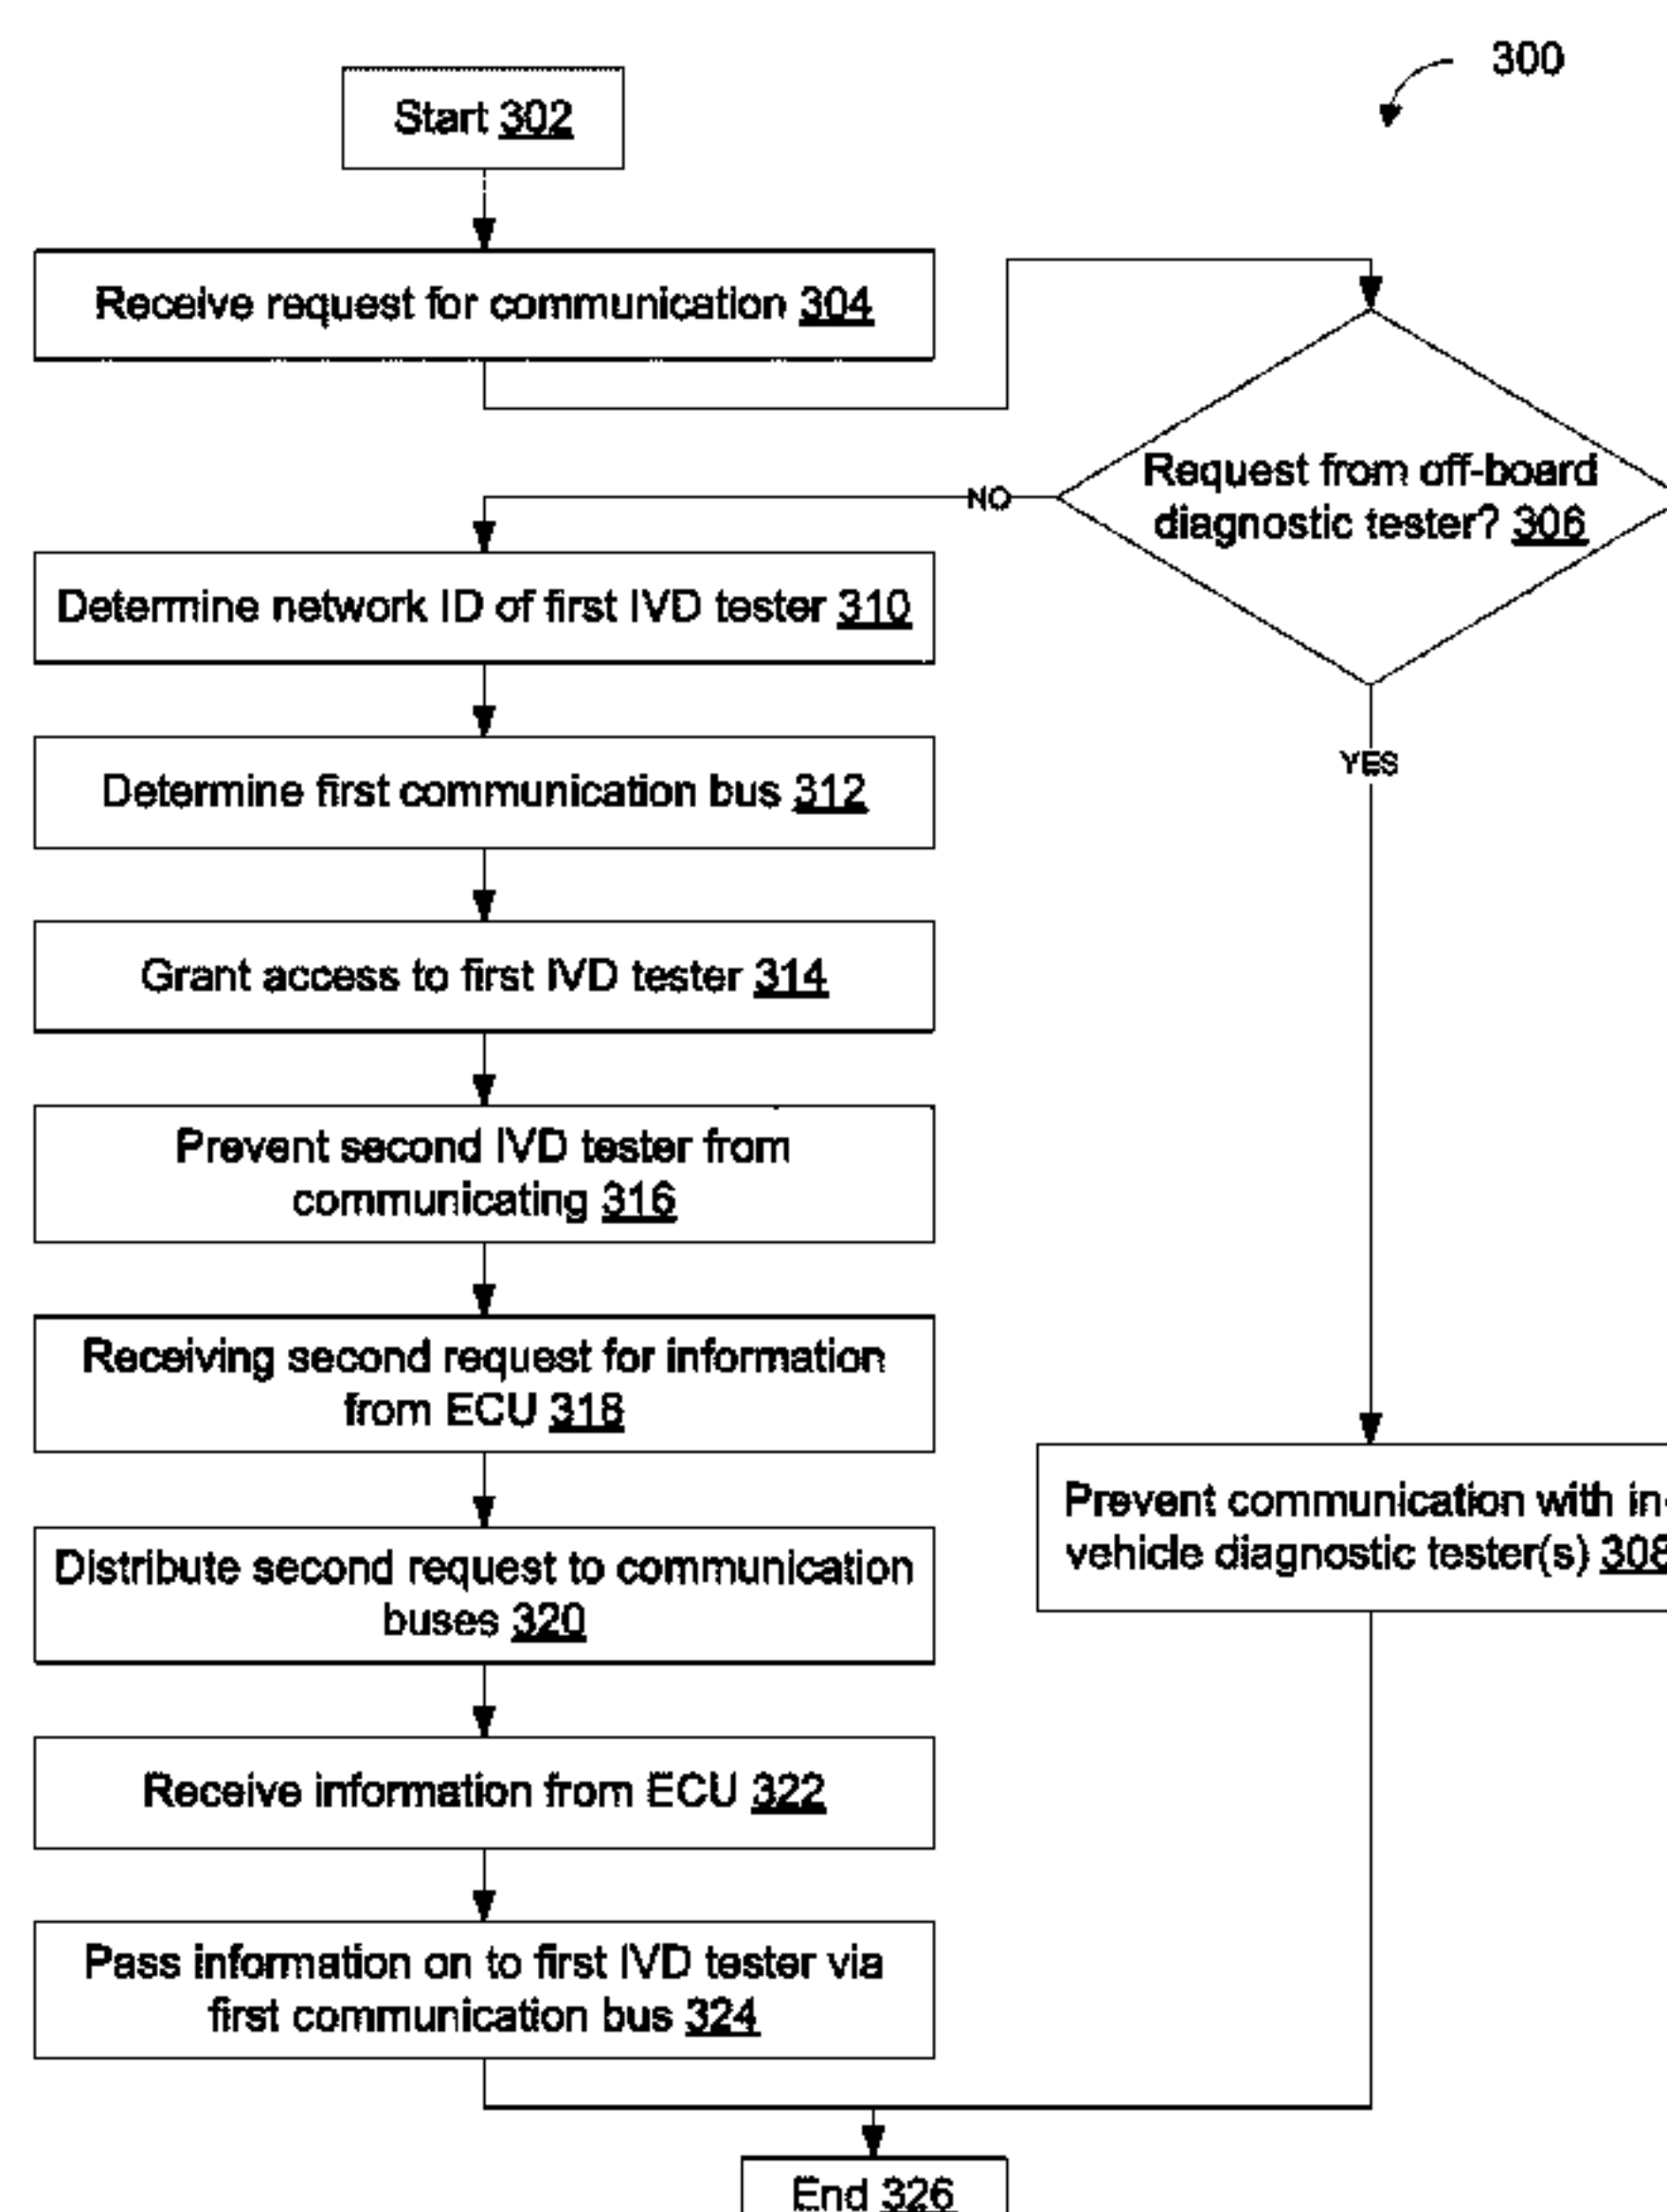 300
Start 302
Receive request for communication 304
Request from off-board
diagnostic tester? 306
NO
YES
Determine network ID of first IVD tester 310
Determine first communication bus 312
Grant access to first IVD tester 314
Prevent second IVD tester from
communicating 316
Receiving second request for information
from ECU 318
Prevent communication with in-
vehicle diagnostic tester(s) 308
Distribute second request to communication
buses 320
Receive information from ECU 322
Pass information on to first IVD tester via
first communication bus 324
End 326